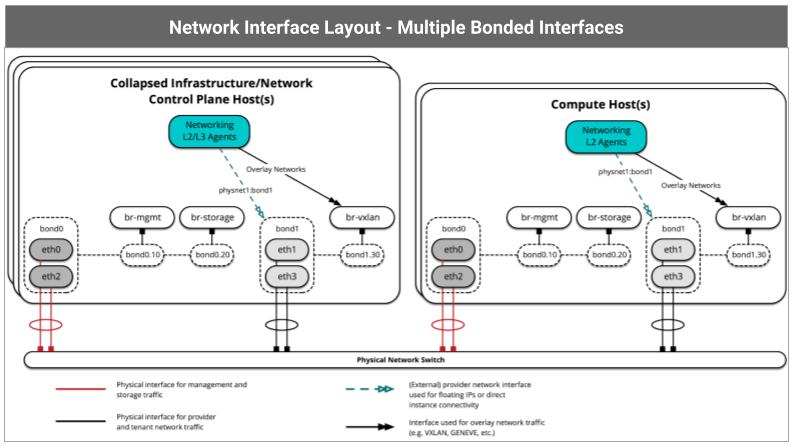 Network Interface Layout - Multiple Bonded Interfaces
Collapsed Infrastructure/Network
Control Plane Host(s)
Networking
L2/L3 Agents
Overlay Networks
physnet1:bond1
br-mgmt
br-storage
br-vxlan
bond0
bond1
eth0
eth1
bond0.10
bond0.20
bond1.30
eth2
eth3
Compute Host(s)
Networking
L2 Agents
physnet1:bond1
Overlay Networks
br-mgmt
br-storage
br-vxlan
bond0
bond1
eth0
eth1
bond0.10
bond0.20
bond1.30
eth2
eth3
Physical Network Switch
Physical interface for management and
storage traffic
Physical interface for provider
and tenant network traffic
(External) provider network interface
used for floating IPs or direct
instance connectivity
Interface used for overlay network traffic
(e.g. VXLAN, GENEVE, etc.)